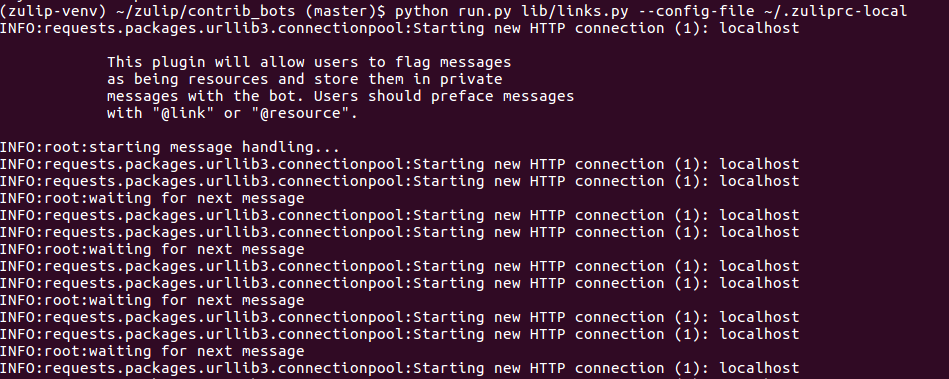 (zulip-venv) ~/zulip/contrib_bots (master)$ python run.py lib/links.py --config-file ~/.zuliprc-local
INFO:requests.packages.urllib3.connectionpool:Starting new HTTP connection (1): localhost
This plugin will allow users to flag messages
as being resources and store them in private
messages with the bot. Users should preface messages
with "@link" or "@resource".
INFO:root:starting message handling...
INFO:requests.packages.urllib3.connectionpool:Starting new HTTP connection (1): localhost
INFO:requests.packages.urllib3.connectionpool:Starting new HTTP connection (1): localhost
INFO:root:waiting for next message
INFO:requests.packages.urllib3.connectionpool:Starting new HTTP connection (1): localhost
INFO:requests.packages.urllib3.connectionpool:Starting new HTTP connection (1): localhost
INFO:root:waiting for next message
INFO:requests.packages.urllib3.connectionpool:Starting new HTTP connection (1): localhost
INFO:requests.packages.urllib3.connectionpool:Starting new HTTP connection (1): localhost
INFO:root:waiting for next message
INFO:requests.packages.urllib3.connectionpool:Starting new HTTP connection (1): localhost
INFO:requests.packages.urllib3.connectionpool:Starting new HTTP connection (1): localhost
INFO:root:waiting for next message
INFO:requests.packages.urllib3.connectionpool:Starting new HTTP connection (1): localhost